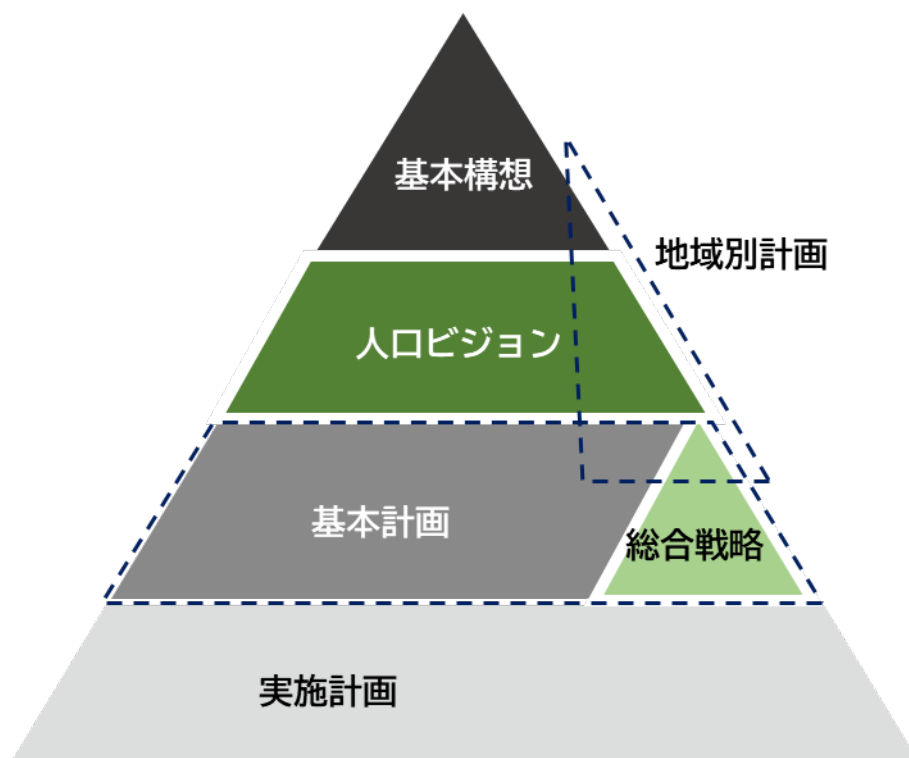 基本構想
地域別計画
人口ビジョン
基本計画
総合戦略
実施計画